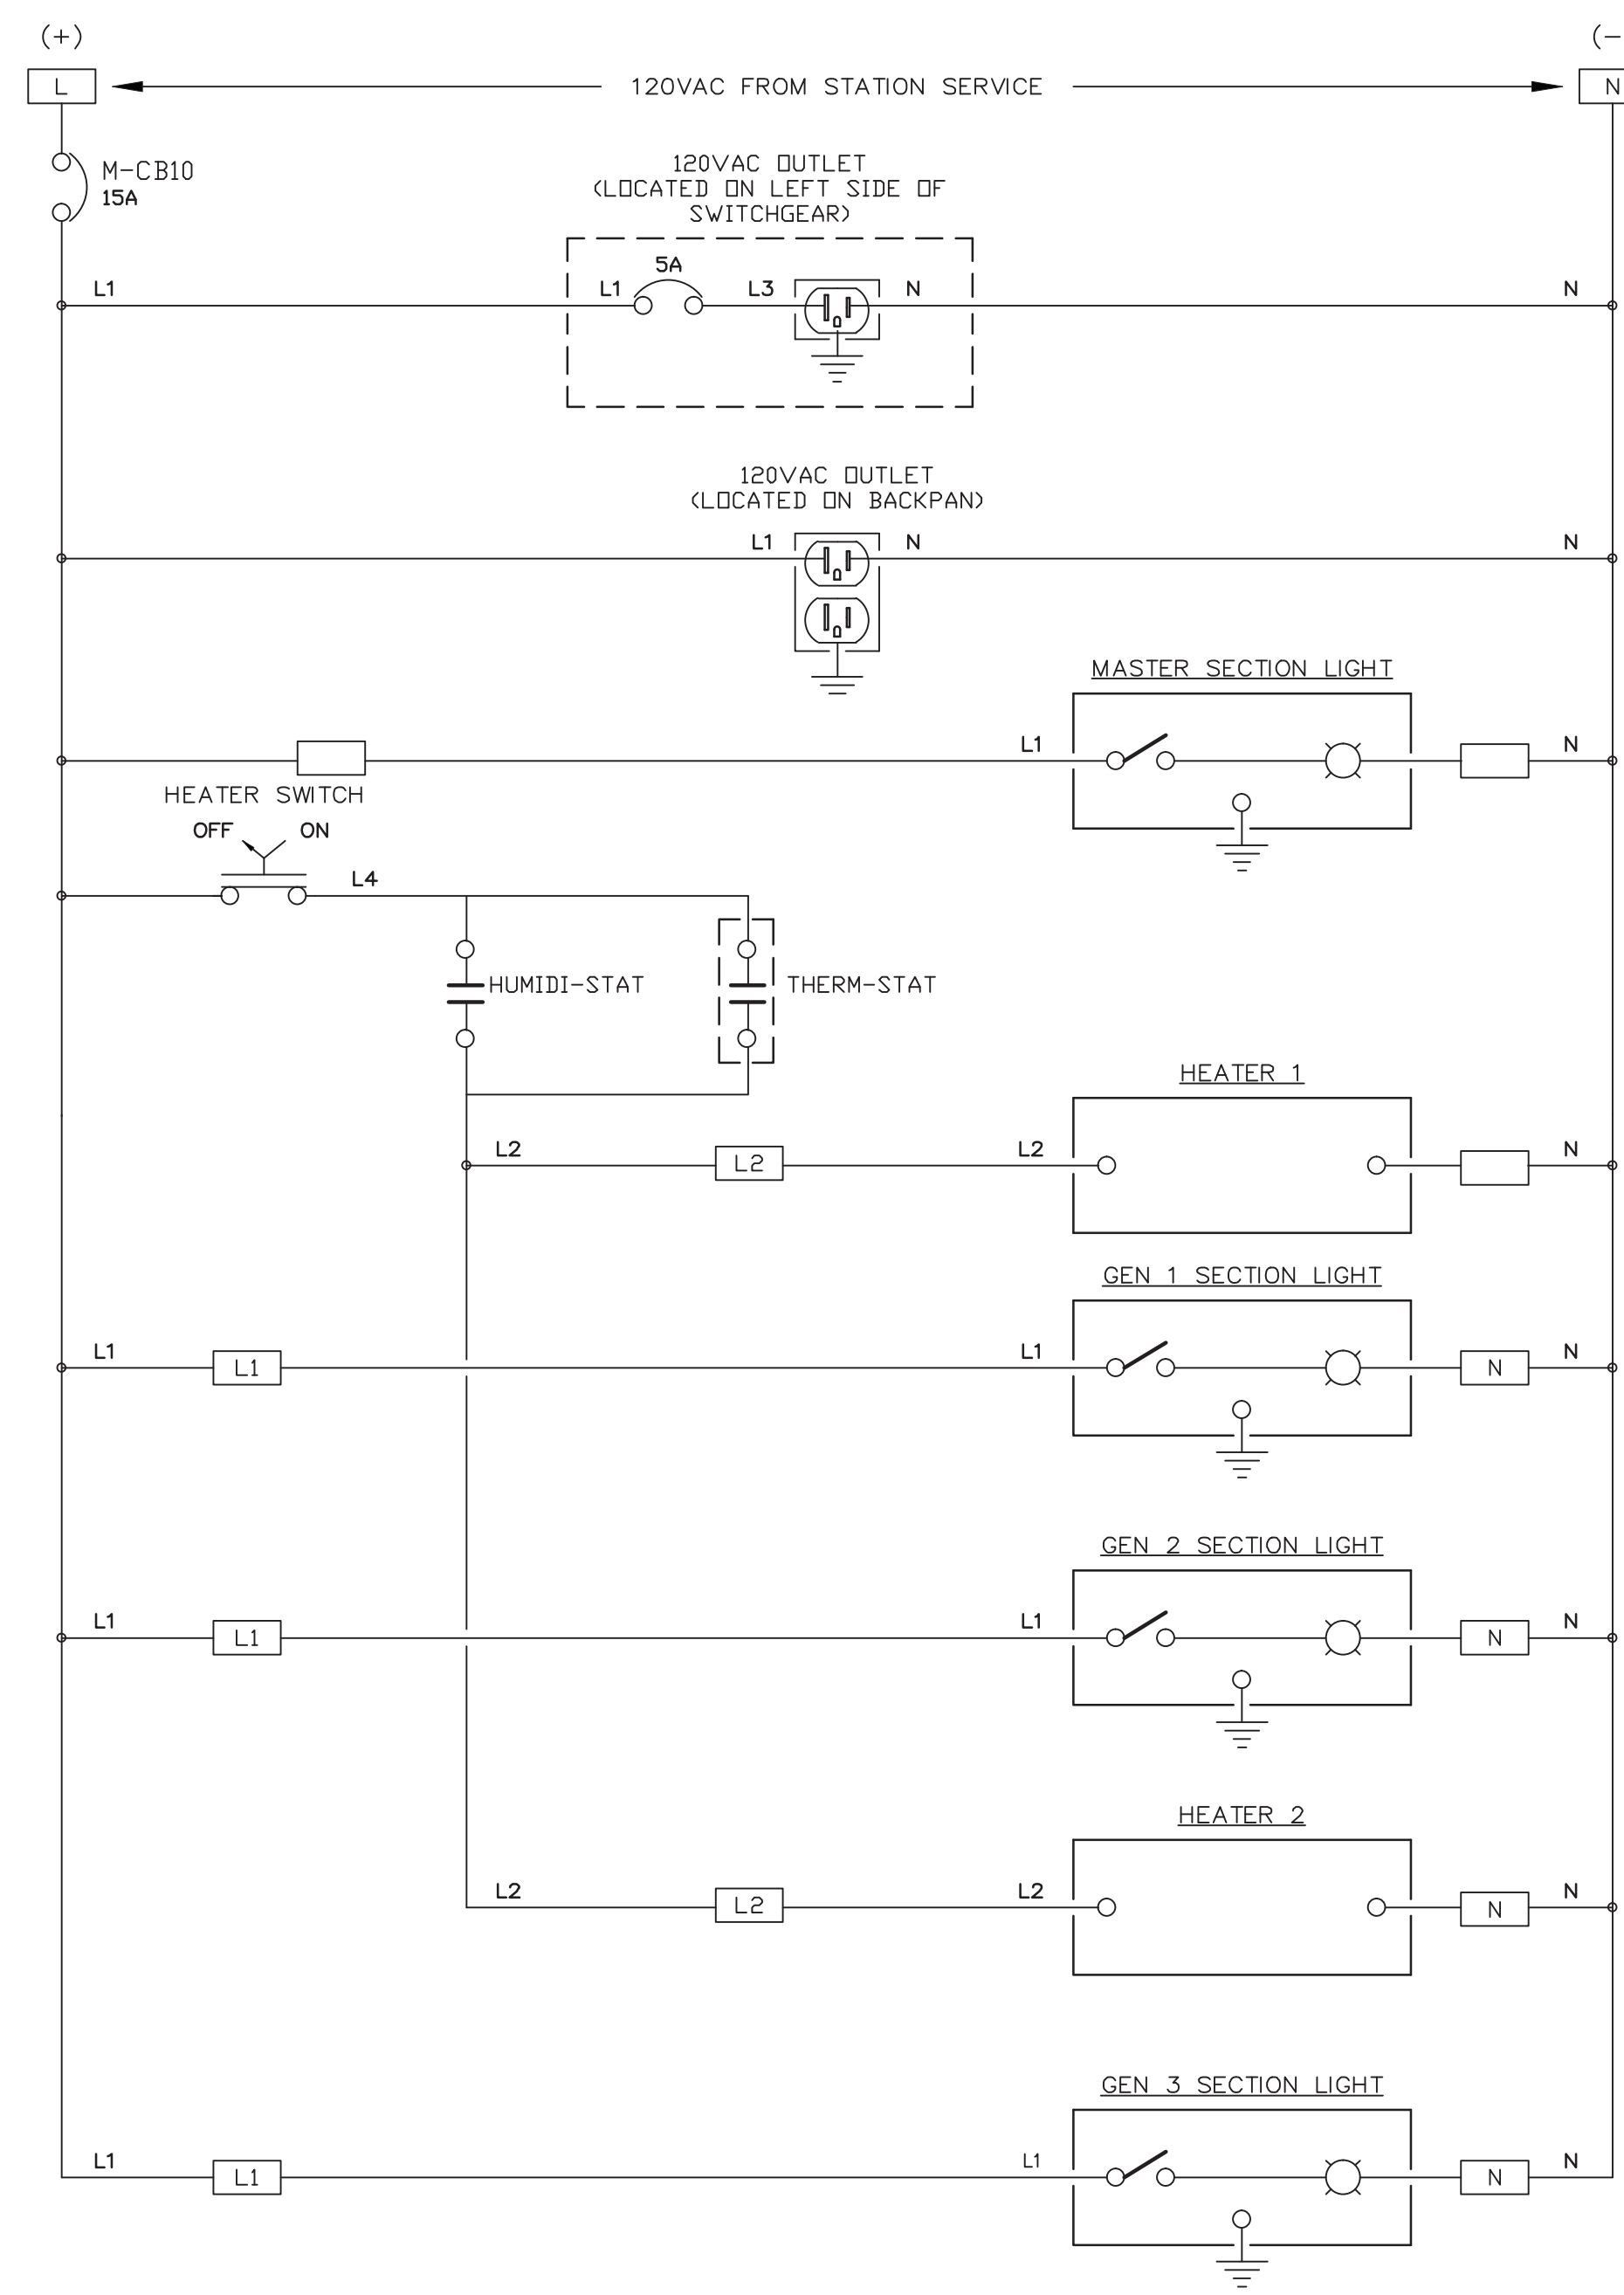 (+)
(-
L
120VAC FROM STATION SERVICE
N
M-CB10
15A
120VAC OUTLET
(LOCATED ON LEFT SIDE OF
SWITCHGEAR)
5A
L1
L1
L3
N
N
120VAC OUTLET
(LOCATED ON BACKPAN)
L1
N
N
MASTER SECTION LIGHT
L1
N
HEATER SWITCH
OFF
ON
L4
HUMIDI-STAT
THERM-STAT
HEATER 1
L2
L2
L2
N
GEN 1 SECTION LIGHT
L1
L1
L1
N
N
GEN 2 SECTION LIGHT
L1
L1
L1
N
N
HEATER 2
L2
L2
L2
N
N
GEN 3 SECTION LIGHT
L1
L1
L1
N
N